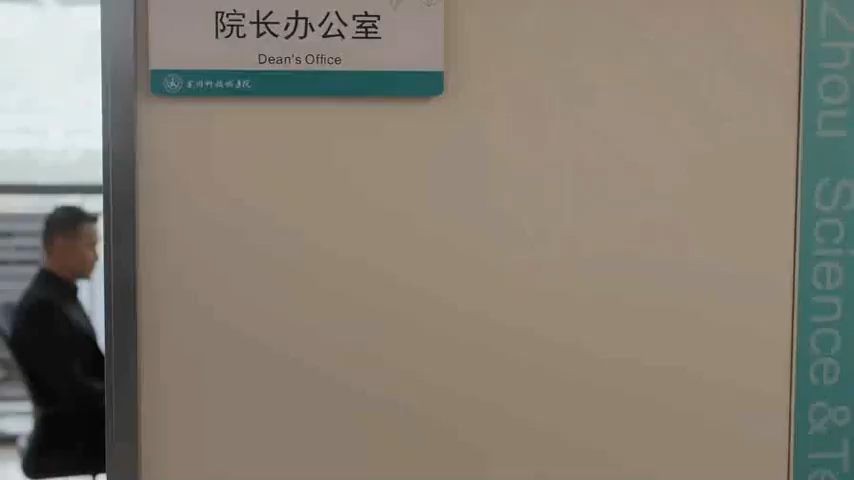 院长办公室
Dean's Office
Zhou Science & Te